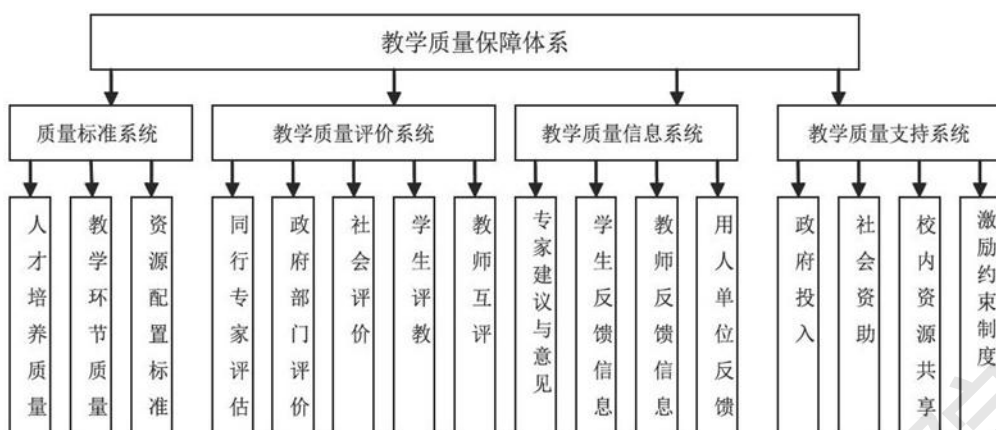 教学质量保障体系
质量标准系统
教学质量评价系统
教学质量信息系统
教学质量支持系统
人才培养质量
教学环节质量
资源配置标准
同行专家评估
政府部门评价
社会评价
学生评教
教师互评
专家建议与意见
学生反馈信息
教师反馈信息
用人单位反馈
政府投入
社会资助
校内资源共享
激励约束制度